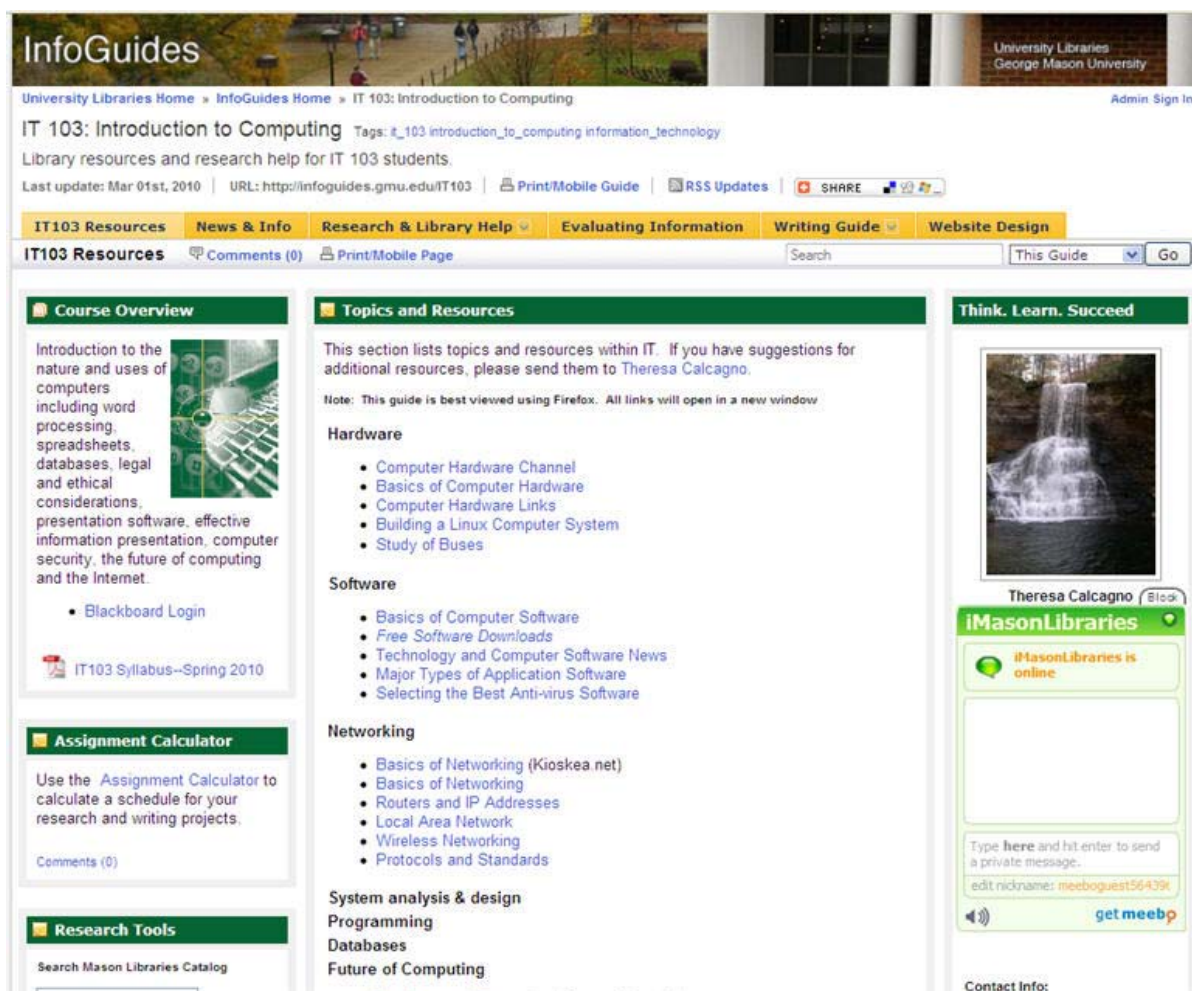 InfoGuides
University Libraries
George Mason University
University Libraries Home » InfoGuides Home » IT 103: Introduction to Computing
Admin Sign In
IT 103: Introduction to Computing Tags: it_103 introduction_to_computing information_technology
Library resources and research help for IT 103 students.
Last update: Mar 01st, 2010 | URL: http://infoguides.gmu.edu/IT103 | Print/Mobile Guide | RSS Updates | SHARE
IT103 Resources News & Info Research & Library Help Evaluating Information Writing Guide Website Design
IT103 Resources Comments (0) Print/Mobile Page Search This Guide Go
Course Overview
Introduction to the
nature and uses of
computers
including word
processing,
spreadsheets,
databases, legal
and ethical
considerations,
presentation software, effective
information presentation, computer
security, the future of computing
and the Internet.
• Blackboard Login
IT103 Syllabus--Spring 2010
Assignment Calculator
Use the Assignment Calculator to
calculate a schedule for your
research and writing projects.
Comments (0)
Research Tools
Search Mason Libraries Catalog
Topics and Resources
This section lists topics and resources within IT. If you have suggestions for
additional resources, please send them to Theresa Calcagno.
Note: This guide is best viewed using Firefox. All links will open in a new window
Hardware
• Computer Hardware Channel
• Basics of Computer Hardware
• Computer Hardware Links
• Building a Linux Computer System
• Study of Buses
Software
• Basics of Computer Software
• Free Software Downloads
• Technology and Computer Software News
• Major Types of Application Software
• Selecting the Best Anti-virus Software
Networking
• Basics of Networking (Kioskea.net)
• Basics of Networking
• Routers and IP Addresses
• Local Area Network
• Wireless Networking
• Protocols and Standards
System analysis & design
Programming
Databases
Future of Computing
Think. Learn. Succeed
Theresa Calcagno Block
iMasonLibraries
iMasonLibraries is
online
Type here and hit enter to send
a private message.
edit nickname:
get meebo
Contact Info: